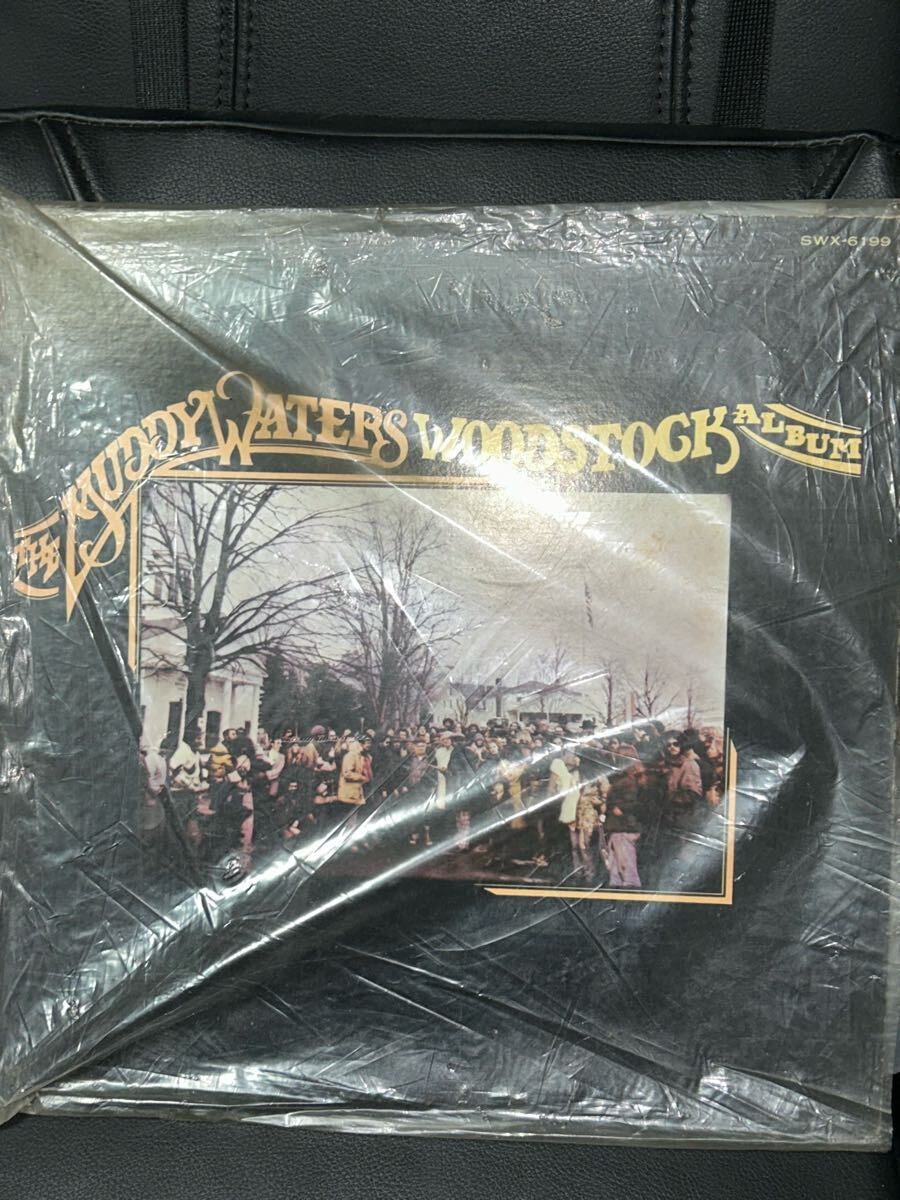 SWX-6199
THE MUDDY WATERS WOODSTOCK ALBUM